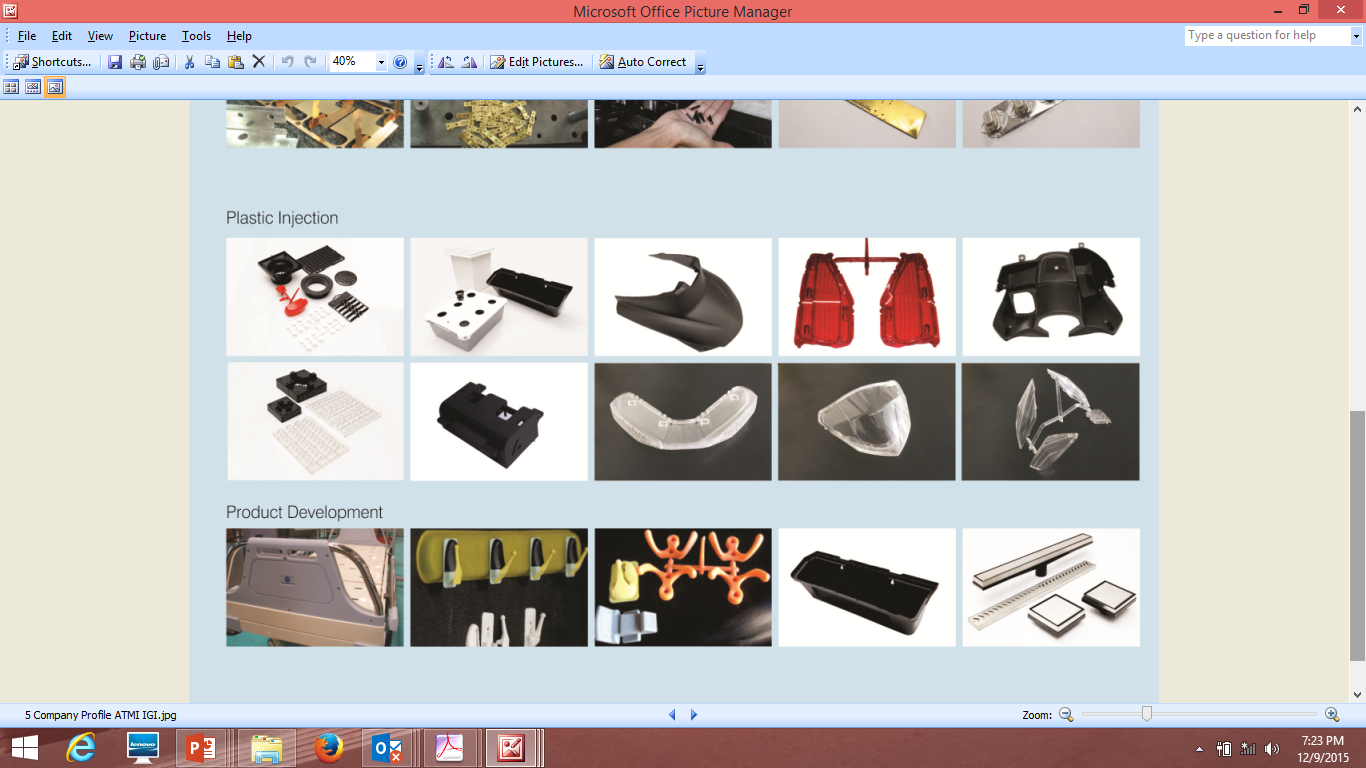 Microsoft Office Picture Manager
File Edit View Picture Tools Help
Type a question for help
Shortcuts... 40% Edit Pictures... Auto Correct
Plastic Injection
Product Development
5 Company Profile ATMI IGI.jpg
Zoom:
lenovo
7:23 PM
12/9/2015